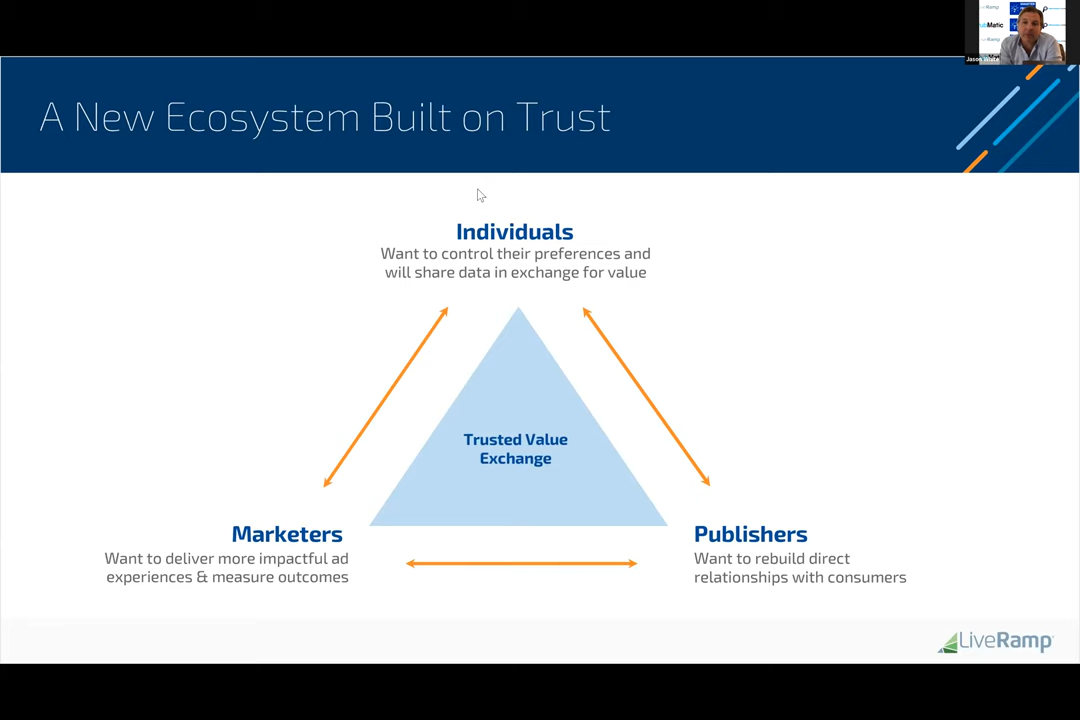 A New Ecosystem Built on Trust
Jason White
Individuals
Want to control their preferences and
will share data in exchange for value
Trusted Value
Exchange
Marketers
Want to deliver more impactful ad
experiences & measure outcomes
Publishers
Want to rebuild direct
relationships with consumers
LiveRamp